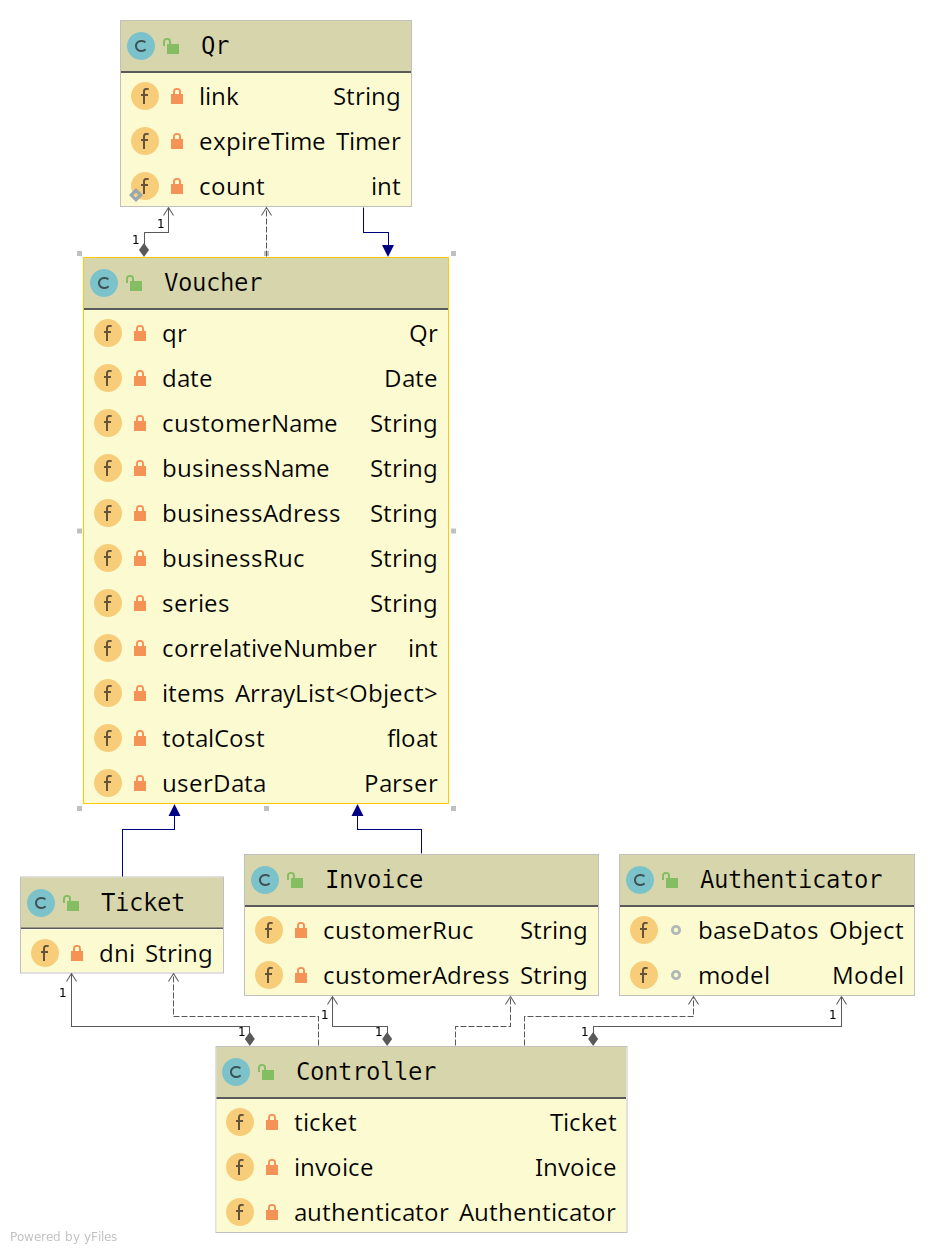 Qr
link String
expireTime Timer
count int
1
1
Voucher
qr Qr
date Date
customerName String
businessName String
businessAdress String
businessRuc String
series String
correlativeNumber int
items ArrayList<Object>
totalCost float
userData Parser
Ticket
dni String
Invoice
customerRuc String
customerAdress String
Authenticator
baseDatos Object
model Model
1
1
1
1
1
1
Controller
ticket Ticket
invoice Invoice
authenticator Authenticator
Powered by yFiles